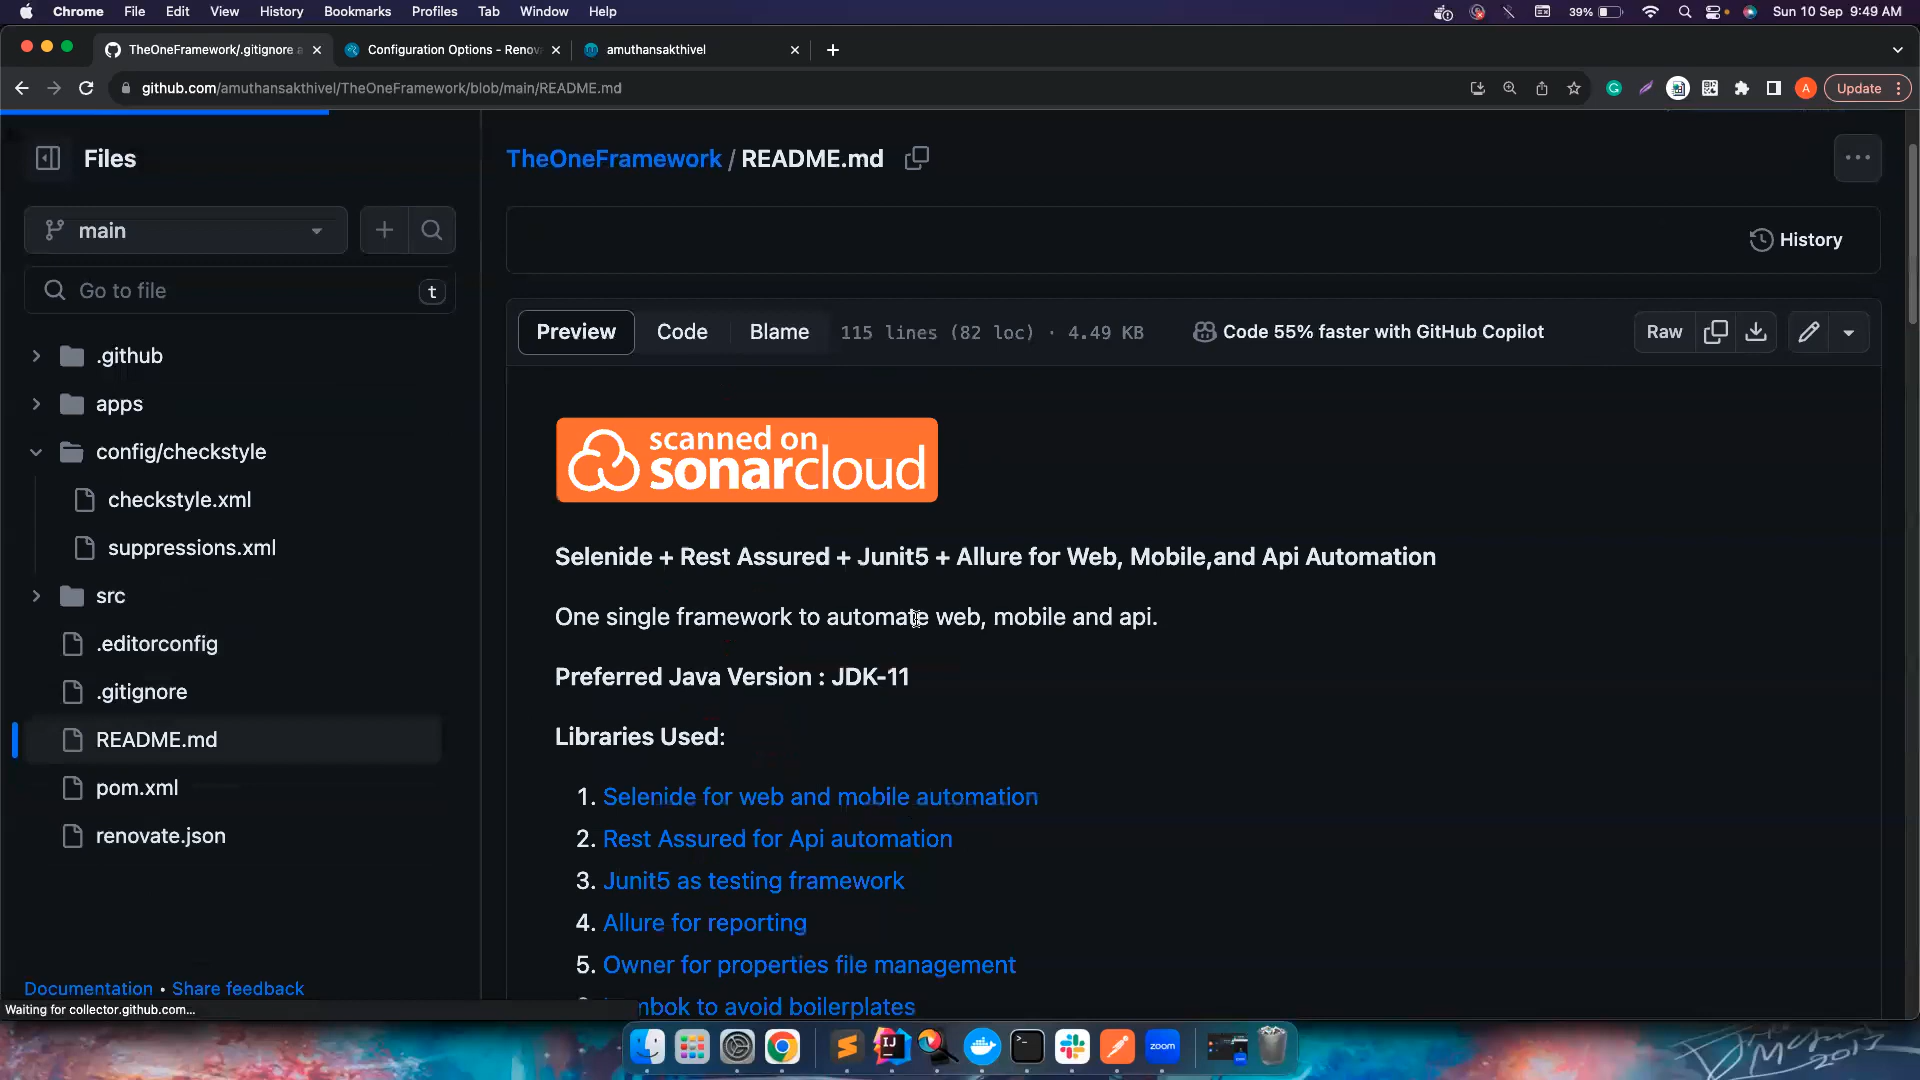 Chrome File Edit View History Bookmarks Profiles Tab Window Help 39% Sun 10 Sep 9:49 AM
TheOneFramework/.gitignore a Configuration Options - Renov amuthansakthivel
github.com/amuthansakthivel/TheOneFramework/blob/main/README.md
Update
Files
main
Go to file
t
.github
apps
config/checkstyle
checkstyle.xml
suppressions.xml
src
.editorconfig
.gitignore
README.md
pom.xml
renovate.json
Documentation • Share feedback
Waiting for collector.github.com...
TheOneFramework / README.md
History
Preview Code Blame 115 lines (82 loc) · 4.49 KB Code 55% faster with GitHub Copilot Raw
scanned on
sonarcloud
Selenide + Rest Assured + Junit5 + Allure for Web, Mobile,and Api Automation
One single framework to automate web, mobile and api.
Preferred Java Version : JDK-11
Libraries Used:
1. Selenide for web and mobile automation
2. Rest Assured for Api automation
3. Junit5 as testing framework
4. Allure for reporting
5. Owner for properties file management
to avoid boilerplates
zoom
2017